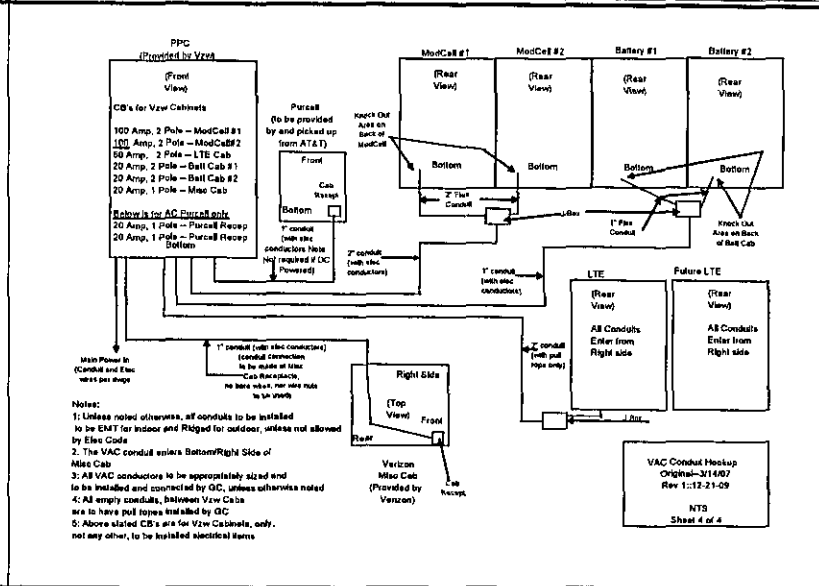 PPC
(Provided by Vzw)
(Front
View)
CB's for Vzw Cabinets
100 Amp, 2 Pole – ModCell #1
100 Amp, 2 Pole – ModCell#2
60 Amp, 2 Pole – LTE Cab
20 Amp, 2 Pole – Batt Cab #1
20 Amp, 2 Pole – Batt Cab #2
20 Amp, 1 Pole – Misc Cab
Below is for AC Purcell only
20 Amp, 1 Pole – Purcell Recep
20 Amp, 1 Pole – Purcell Recep
Bottom
Purcell
(to be provided
by and picked up
from AT&T)
Front
Cab
Recept
Bottom
1" conduit
(with elec
conductors Note
Not required if DC
Powered)
ModCell #1
ModCell #2
Battery #1
Battery #2
(Rear
View)
(Rear
View)
(Rear
View)
(Rear
View)
Knock Out
Area on
Back of
ModCell
Bottom
Bottom
Bottom
2" Flex
Conduit
J-Box
1" Flex
Conduit
Knock Out
Area on Back
of Batt Cab
2" conduit
(with elec
conductors)
1" conduit
(with elec
conductors)
LTE
Future LTE
(Rear
View)
(Rear
View)
All Conduits
Enter from
Right side
All Conduits
Enter from
Right side
2" conduit
(with pull
rope only)
J-Box
Main Power In
(Conduit and Elec
wires per dwgs
1" conduit (with elec conductors)
(conduit connection
to be made at Misc
Cab Receptacle,
no bare wires, nor wire nuts
to be used)
Right Side
(Top
View)
Front
Rear
Verizon
Misc Cab
(Provided by
Verizon)
Cab
Recept.
Notes:
1: Unless noted otherwise, all conduits to be installed
to be EMT for indoor and Ridged for outdoor, unless not allowed
by Elec Code
2. The VAC conduit enters Bottom/Right Side of
Misc Cab
3: All VAC conductors to be appropriately sized and
to be installed and connected by GC, unless otherwise noted
4: All empty conduits, between Vzw Cabs
are to have pull ropes installed by GC
5: Above stated CB's are for Vzw Cabinets, only,
not any other, to be installed electrical items
VAC Conduit Hookup
Original--3/14/07
Rev 1::12-21-09
NTS
Sheet 4 of 4